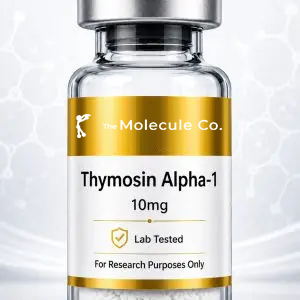 The Molecule Co.
Thymosin Alpha-1
10mg
Lab Tested
For Research Purposes Only